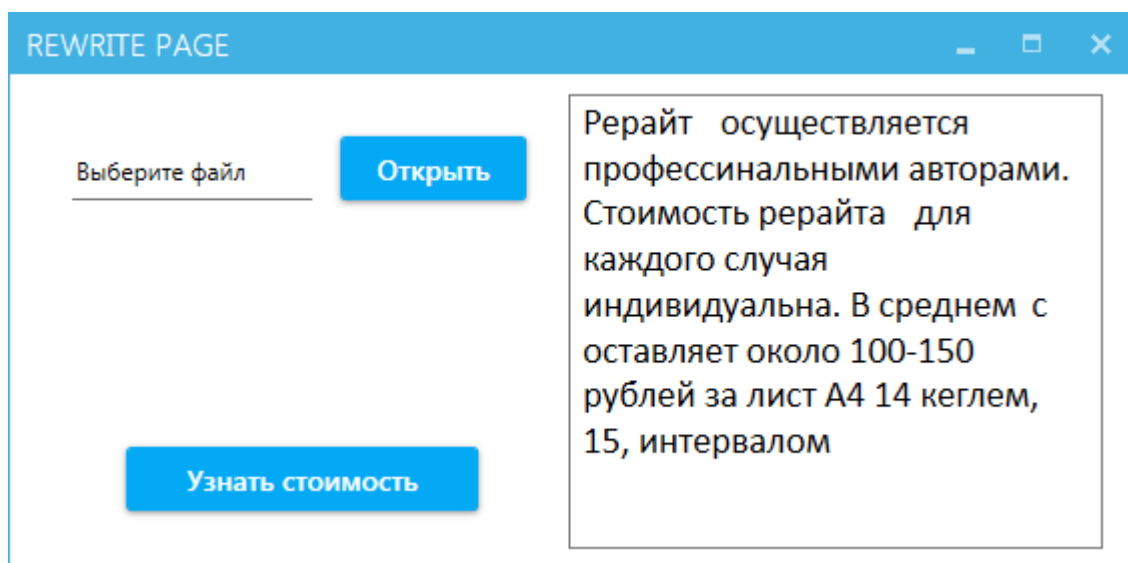 REWRITE PAGE
Выберите файл
Открыть
Узнать стоимость
Рерайт осуществляется
профессинальными авторами.
Стоимость рерайта для
каждого случая
индивидуальна. В среднем с
оставляет около 100-150
рублей за лист А4 14 кеглем,
15, интервалом